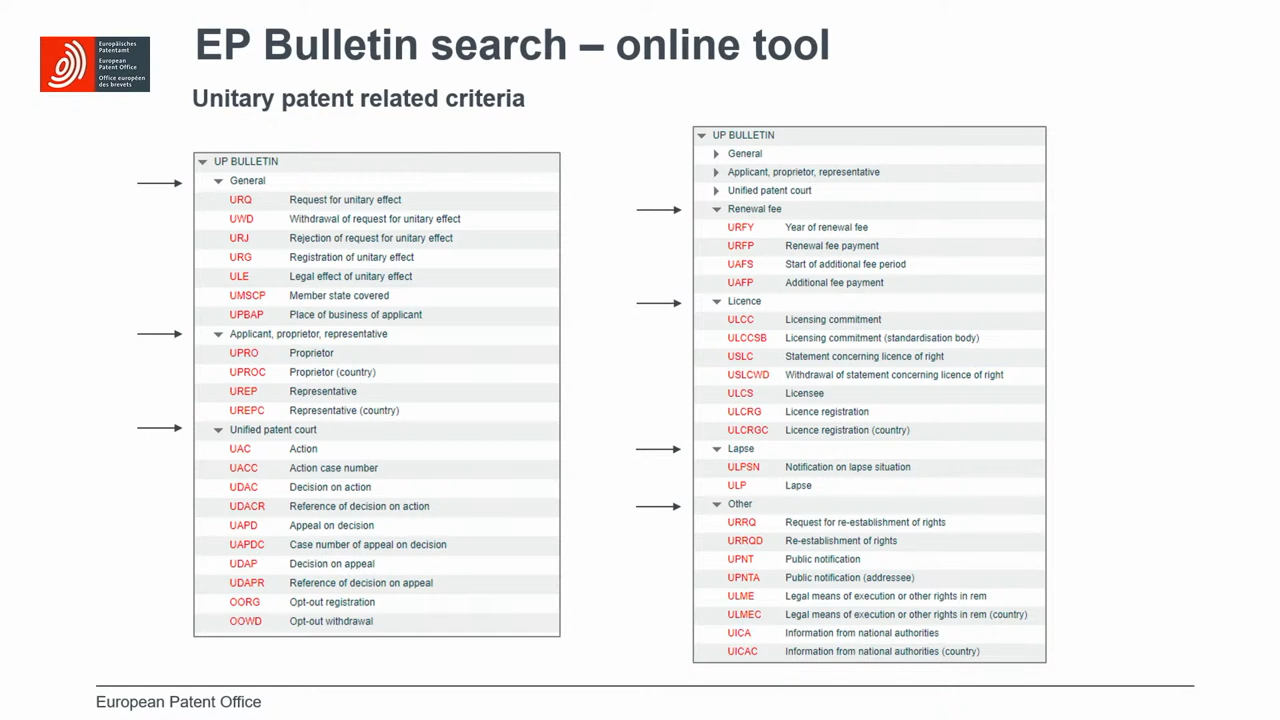 Europäisches
Patentamt
European
Patent Office
Office européen
des brevets
EP Bulletin search – online tool
Unitary patent related criteria
UP BULLETIN
General
URQ Request for unitary effect
UWD Withdrawal of request for unitary effect
URJ Rejection of request for unitary effect
URG Registration of unitary effect
ULE Legal effect of unitary effect
UMSCP Member state covered
UPBAP Place of business of applicant
Applicant, proprietor, representative
UPRO Proprietor
UPROC Proprietor (country)
UREP Representative
UREPC Representative (country)
Unified patent court
UAC Action
UACC Action case number
UDAC Decision on action
UDACR Reference of decision on action
UAPD Appeal on decision
UAPDC Case number of appeal on decision
UDAP Decision on appeal
UDAPR Reference of decision on appeal
OORG Opt-out registration
OOWD Opt-out withdrawal
UP BULLETIN
General
Applicant, proprietor, representative
Unified patent court
Renewal fee
URFY Year of renewal fee
URFP Renewal fee payment
UAFS Start of additional fee period
UAFP Additional fee payment
Licence
ULCC Licensing commitment
ULCCSB Licensing commitment (standardisation body)
USLC Statement concerning licence of right
USLCWD Withdrawal of statement concerning licence of right
ULCS Licensee
ULCRG Licence registration
ULCRGC Licence registration (country)
Lapse
ULPSN Notification on lapse situation
ULP Lapse
Other
URRQ Request for re-establishment of rights
URRQD Re-establishment of rights
UPNT Public notification
UPNTA Public notification (addressee)
ULME Legal means of execution or other rights in rem
ULMEC Legal means of execution or other rights in rem (country)
UICA Information from national authorities
UICAC Information from national authorities (country)
European Patent Office